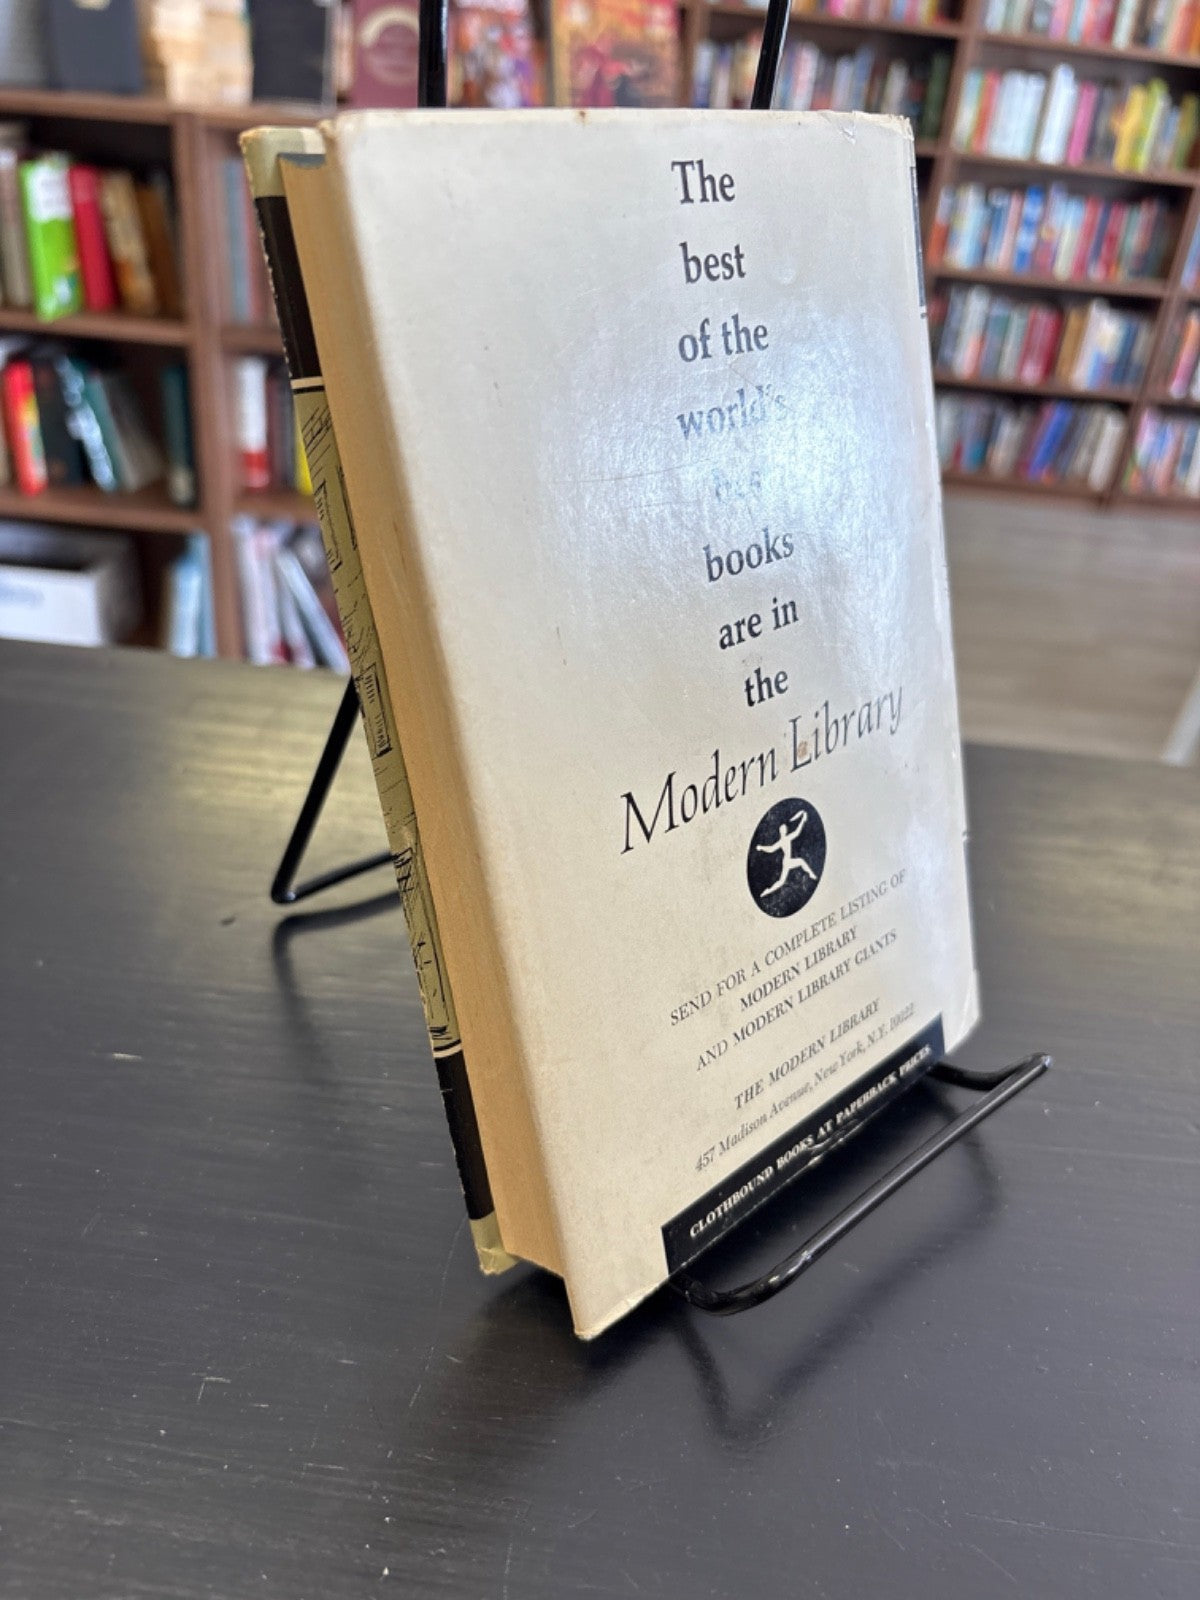 The
best
of the
world's
books
are in
the
Modern Library
SEND FOR A COMPLETE LISTING OF
MODERN LIBRARY
AND MODERN LIBRARY GIANTS
THE MODERN LIBRARY
457 Madison Avenue, New York, N.Y. 10022
CLOTHBOUND BOOKS AT PAPERBACK PRICES